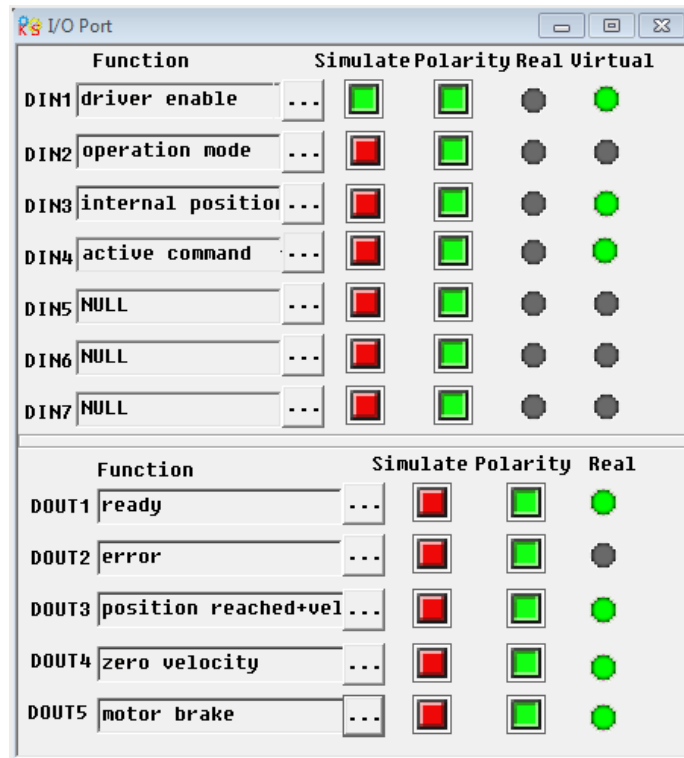 I/O Port
Function Simulate Polarity Real Virtual
DIN1 driver enable ...
DIN2 operation mode ...
DIN3 internal position ...
DIN4 active command ...
DIN5 NULL ...
DIN6 NULL ...
DIN7 NULL ...
Function Simulate Polarity Real
DOUT1 ready ...
DOUT2 error ...
DOUT3 position reached+vel ...
DOUT4 zero velocity ...
DOUT5 motor brake ...